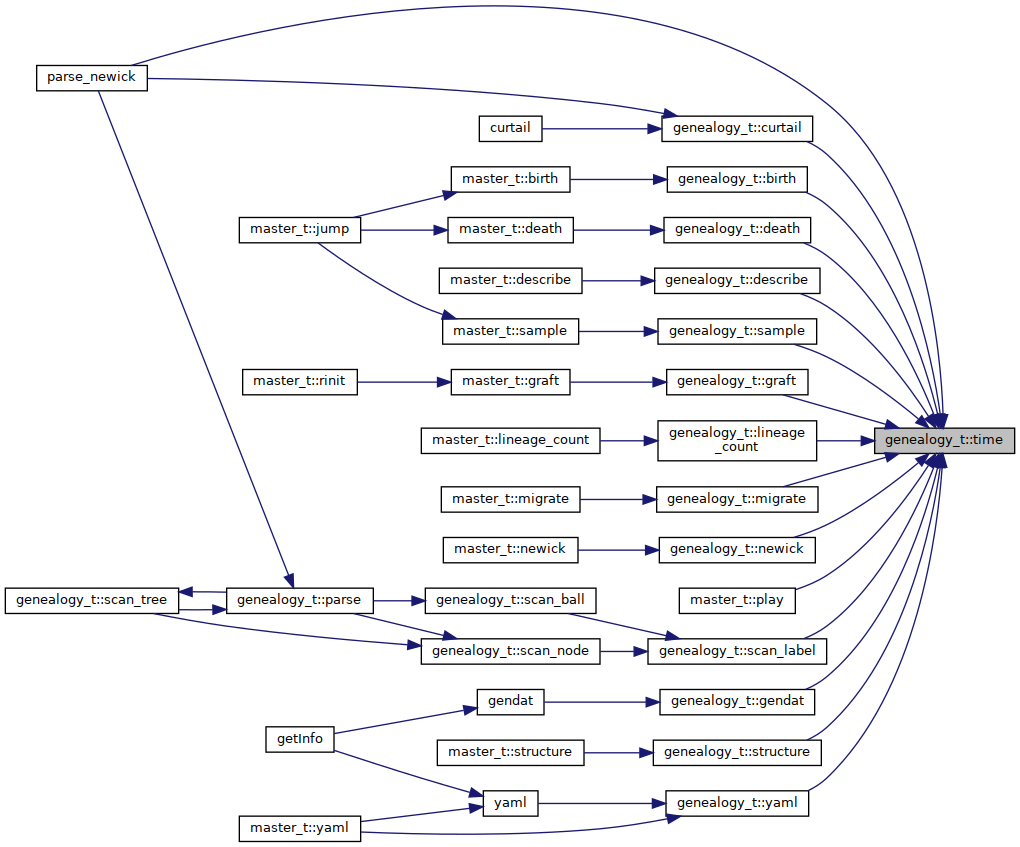 parse_newick
curtail
genealogy_t::curtail
master_t::birth
genealogy_t::birth
master_t::jump
master_t::death
genealogy_t::death
master_t::describe
genealogy_t::describe
master_t::sample
genealogy_t::sample
master_t::rinit
master_t::graft
genealogy_t::graft
master_t::lineage_count
genealogy_t::lineage
_count
genealogy_t::time
master_t::migrate
genealogy_t::migrate
master_t::newick
genealogy_t::newick
genealogy_t::scan_tree
genealogy_t::parse
genealogy_t::scan_ball
master_t::play
genealogy_t::scan_node
genealogy_t::scan_label
gendat
genealogy_t::gendat
getInfo
master_t::structure
genealogy_t::structure
yaml
genealogy_t::yaml
master_t::yaml